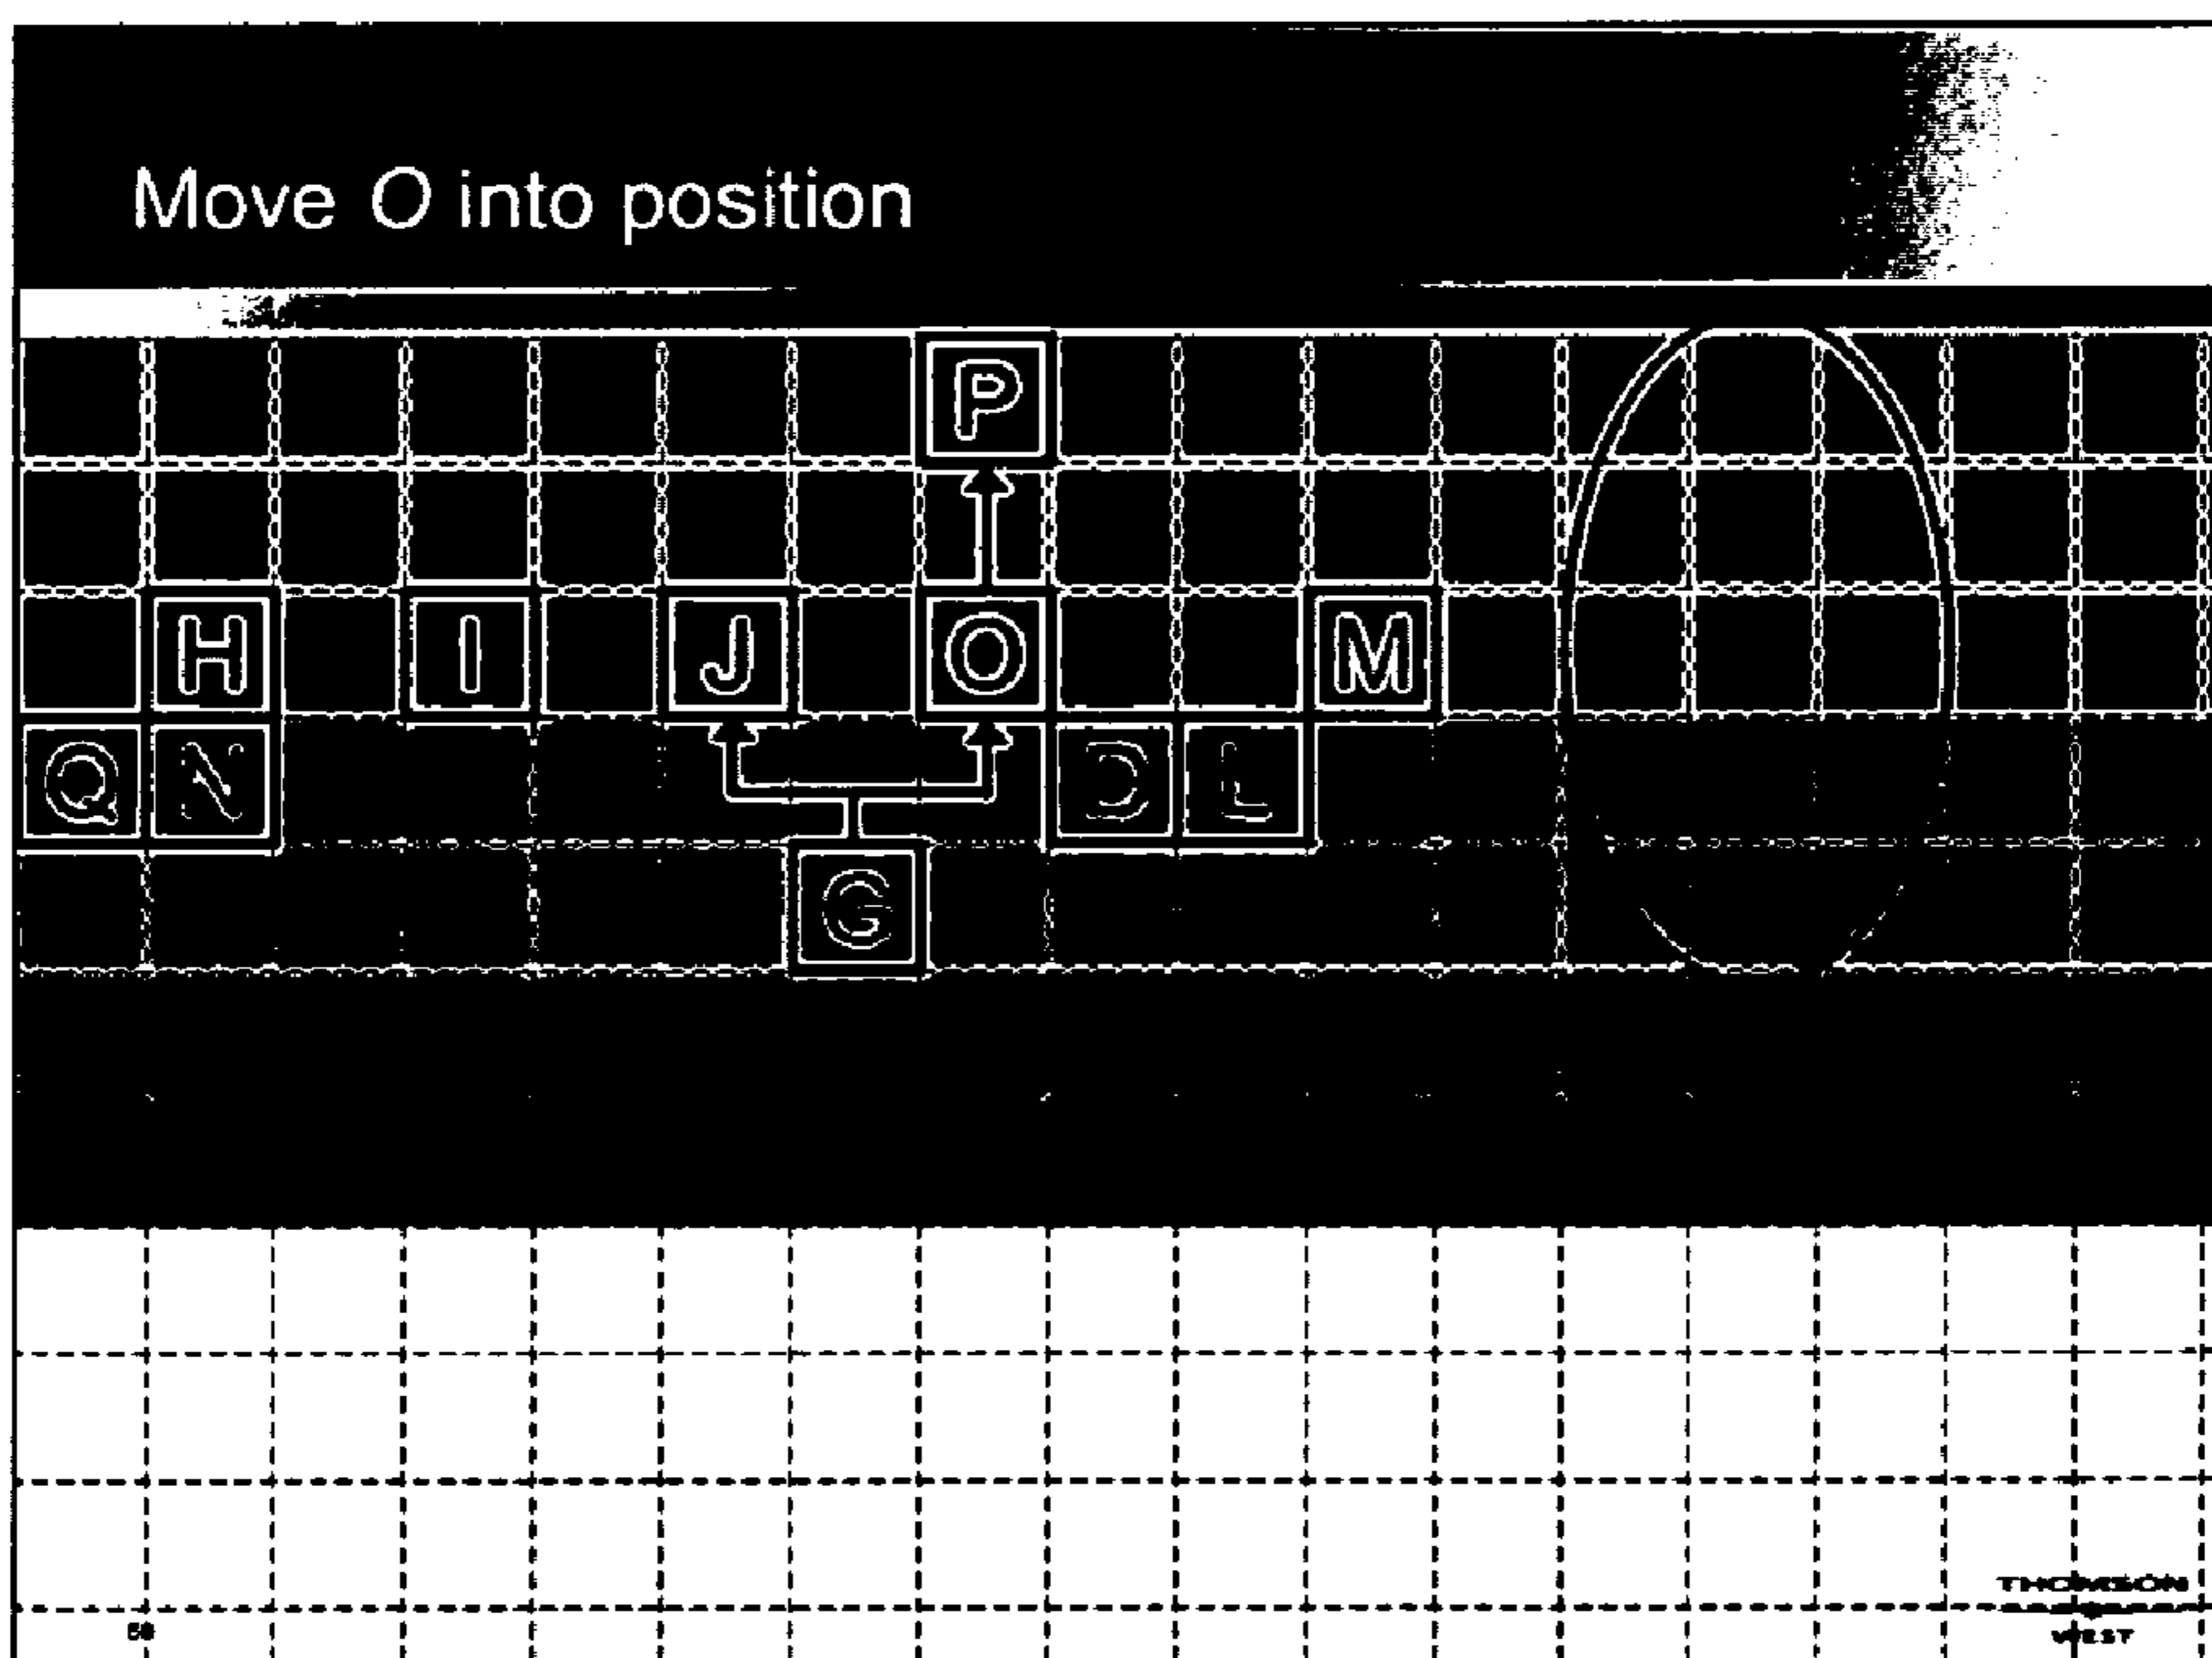 Move O into position
P
H I J O M
Q N D L
G
THOMSON
WEST